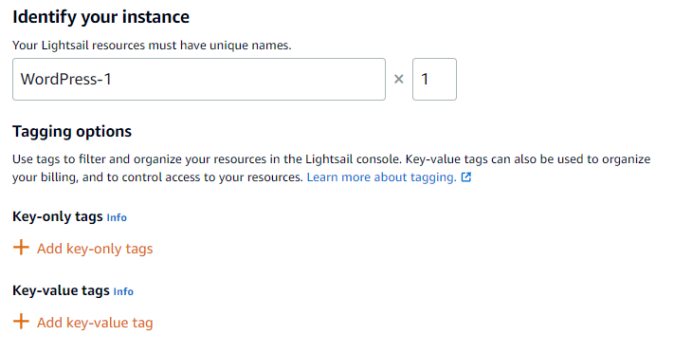 Identify your instance
Your Lightsail resources must have unique names.
WordPress-1 × 1
Tagging options
Use tags to filter and organize your resources in the Lightsail console. Key-value tags can also be used to organize
your billing, and to control access to your resources. Learn more about tagging.
Key-only tags Info
+ Add key-only tags
Key-value tags Info
+ Add key-value tag